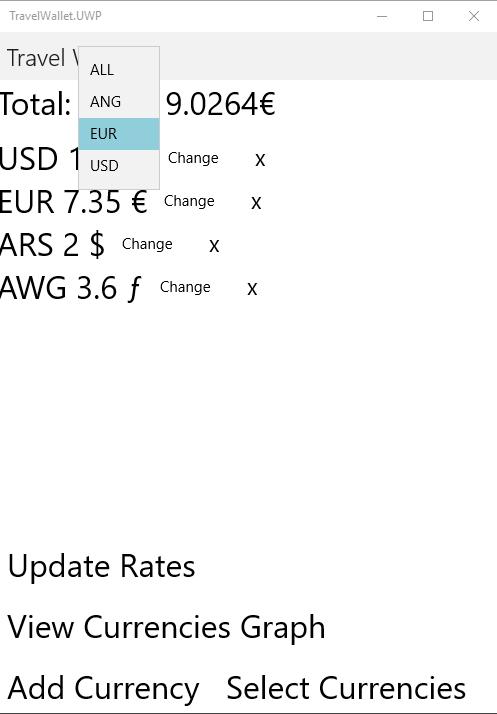 TravelWallet.UWP
Travel
ALL
ANG
EUR
USD
Total: 9.0264€
USD 1 Change x
EUR 7.35 € Change x
ARS 2 $ Change x
AWG 3.6 ƒ Change x
Update Rates
View Currencies Graph
Add Currency Select Currencies